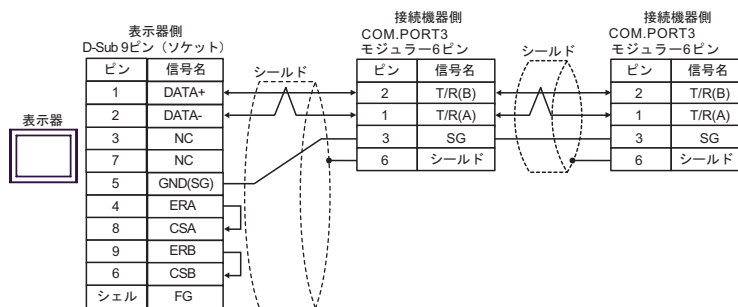 表示器
表示器側
D-Sub 9ピン（ソケット）
ピン 信号名
1 DATA+
2 DATA-
3 NC
7 NC
5 GND(SG)
4 ERA
8 CSA
9 ERB
6 CSB
シェル FG
シールド
接続機器側
COM.PORT3
モジュラー6ピン
ピン 信号名
2 T/R(B)
1 T/R(A)
3 SG
6 シールド
シールド
接続機器側
COM.PORT3
モジュラー6ピン
ピン 信号名
2 T/R(B)
1 T/R(A)
3 SG
6 シールド